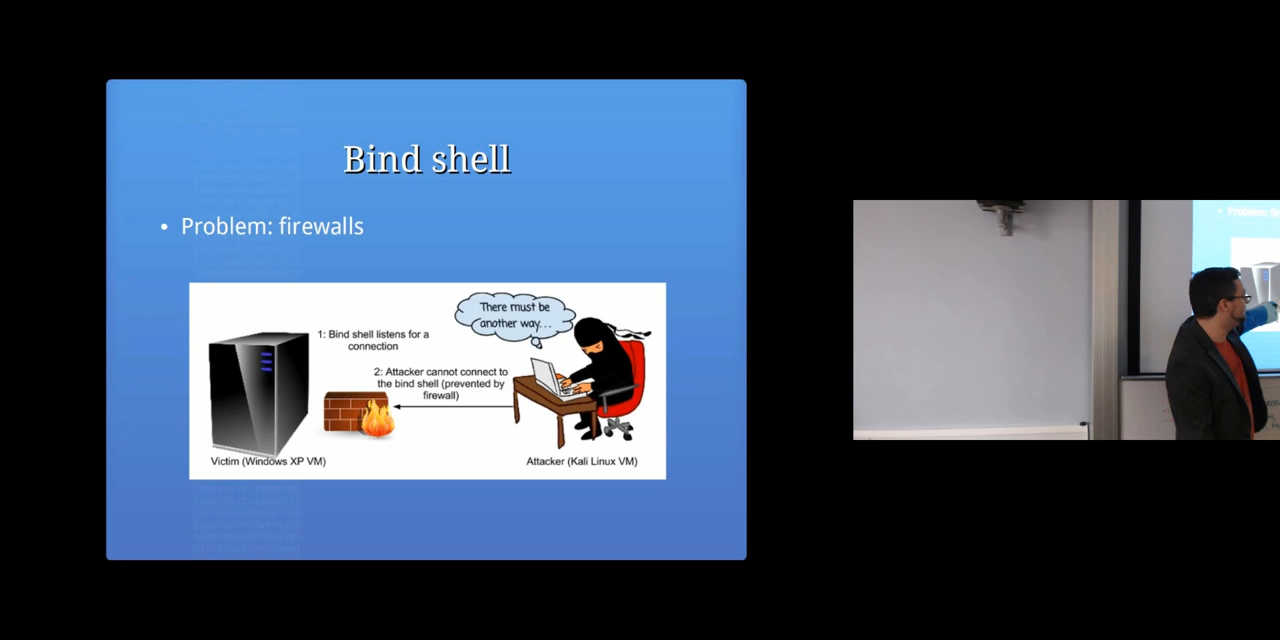 Bind shell
• Problem: firewalls
There must be
another way...
1: Bind shell listens for a
connection
2: Attacker cannot connect to
the bind shell (prevented by
firewall)
Victim (Windows XP VM)
Attacker (Kali Linux VM)
• Problem: